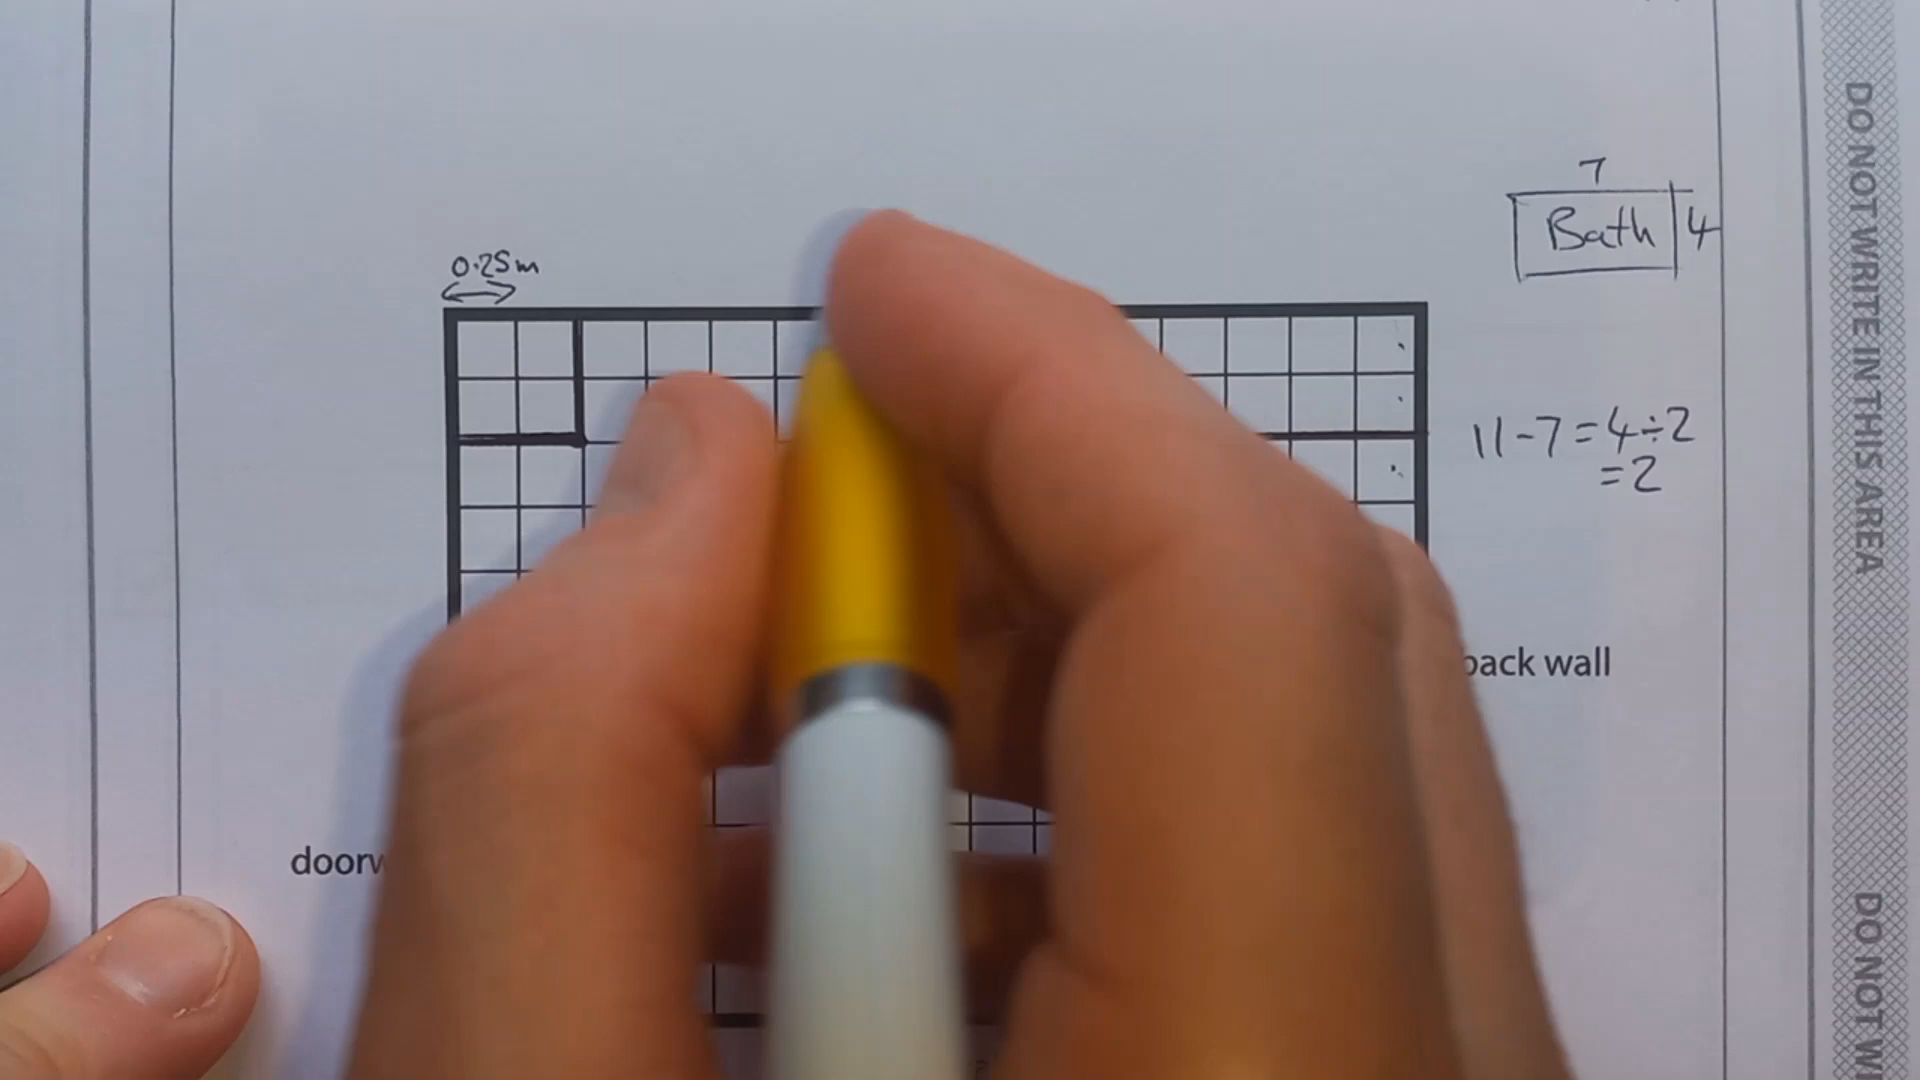 7
Bath 4
0.25m
11-7=4÷2
=2
back wall
doorw
DO NOT WRITE IN THIS AREA
DO NOT WI